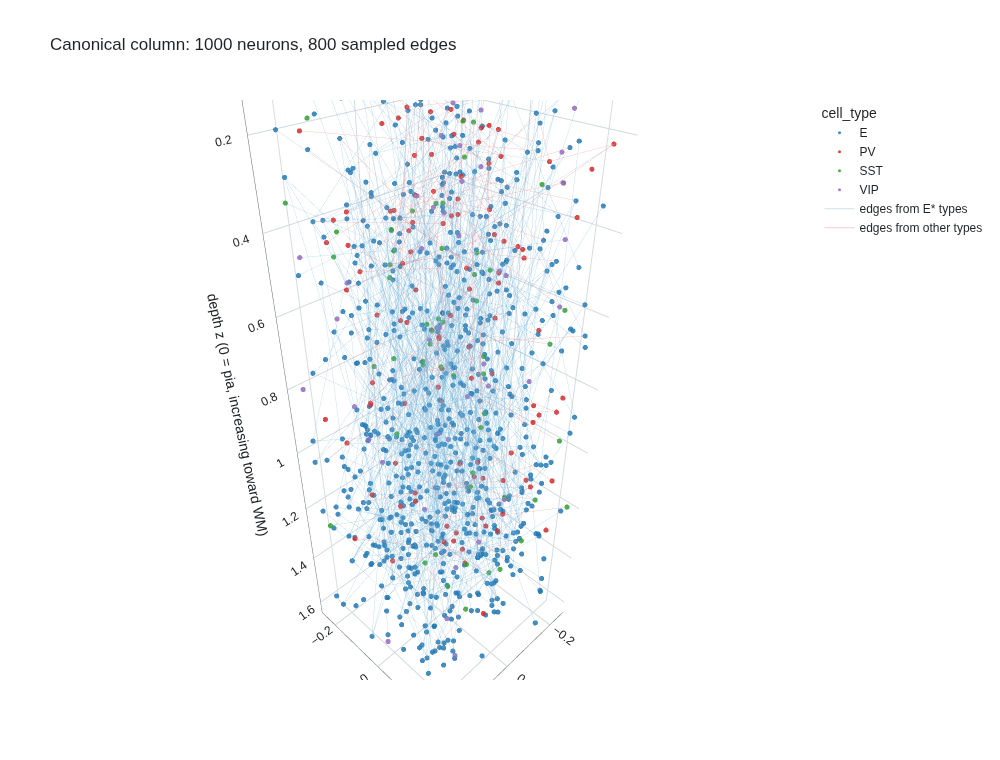 Canonical column: 1000 neurons, 800 sampled edges
cell_type
E
PV
SST
VIP
edges from E* types
edges from other types
0.2
0.4
0.6
0.8
1
1.2
1.4
1.6
depth z (0 = pia, increasing toward WM)
−0.2
0
−0.2